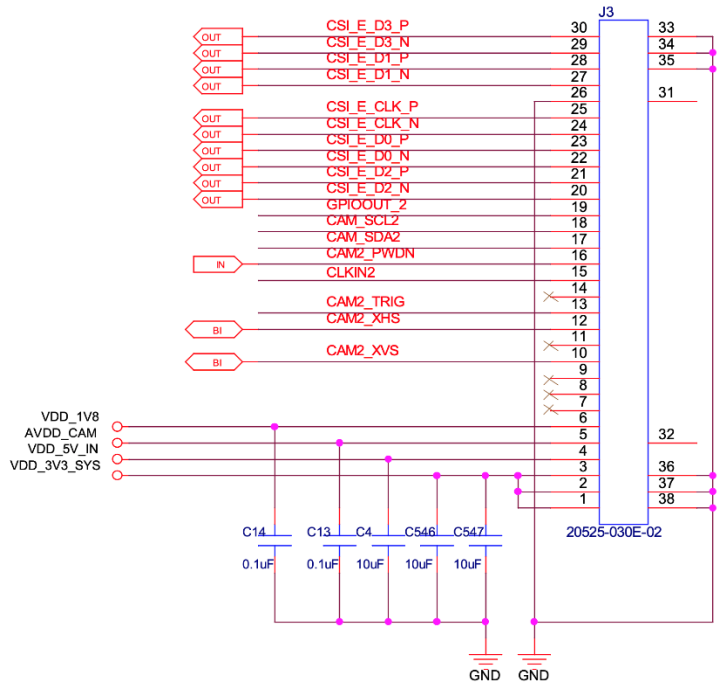 J3
CSI_E_D3_P 30 33
OUT CSI_E_D3_N 29 34
OUT CSI_E_D1_P 28 35
OUT CSI_E_D1_N 27
OUT 26 31
CSI_E_CLK_P 25
OUT CSI_E_CLK_N 24
OUT CSI_E_D0_P 23
OUT CSI_E_D0_N 22
OUT CSI_E_D2_P 21
OUT CSI_E_D2_N 20
OUT GPIOOUT_2 19
CAM_SCL2 18
CAM_SDA2 17
CAM2_PWDN 16
IN CLKIN2 15
14
CAM2_TRIG 13
CAM2_XHS 12
BI 11
CAM2_XVS 10
BI 9
8
7
VDD_1V8 6
AVDD_CAM 5 32
VDD_5V_IN 4
VDD_3V3_SYS 3 36
2 37
1 38
C14 C13 C4 C546 C547 20525-030E-02
0.1uF 0.1uF 10uF 10uF 10uF
GND GND